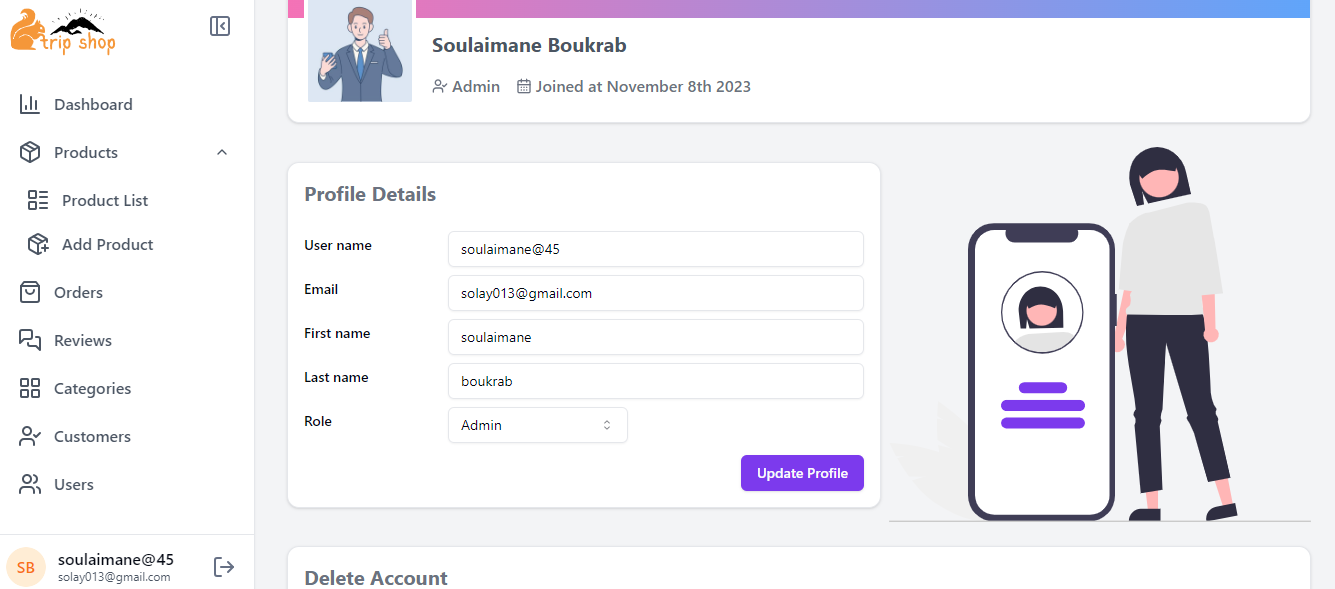 trip shop
Dashboard
Products
Product List
Add Product
Orders
Reviews
Categories
Customers
Users
SB
soulaimane@45
solay013@gmail.com
Soulaimane Boukrab
Admin Joined at November 8th 2023
Profile Details
User name soulaimane@45
Email solay013@gmail.com
First name soulaimane
Last name boukrab
Role Admin
Update Profile
Delete Account